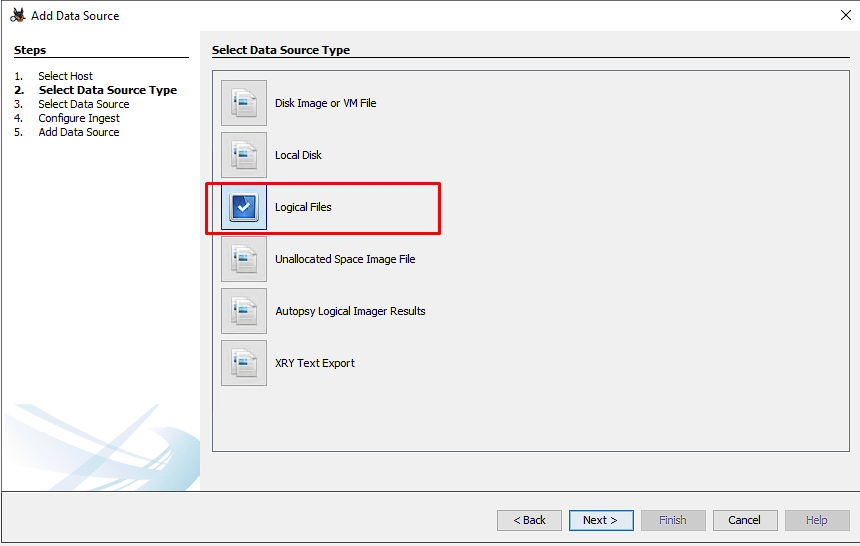 Add Data Source
Steps
1. Select Host
2. Select Data Source Type
3. Select Data Source
4. Configure Ingest
5. Add Data Source
Select Data Source Type
Disk Image or VM File
Local Disk
Logical Files
Unallocated Space Image File
Autopsy Logical Imager Results
XRY Text Export
< Back Next > Finish Cancel Help